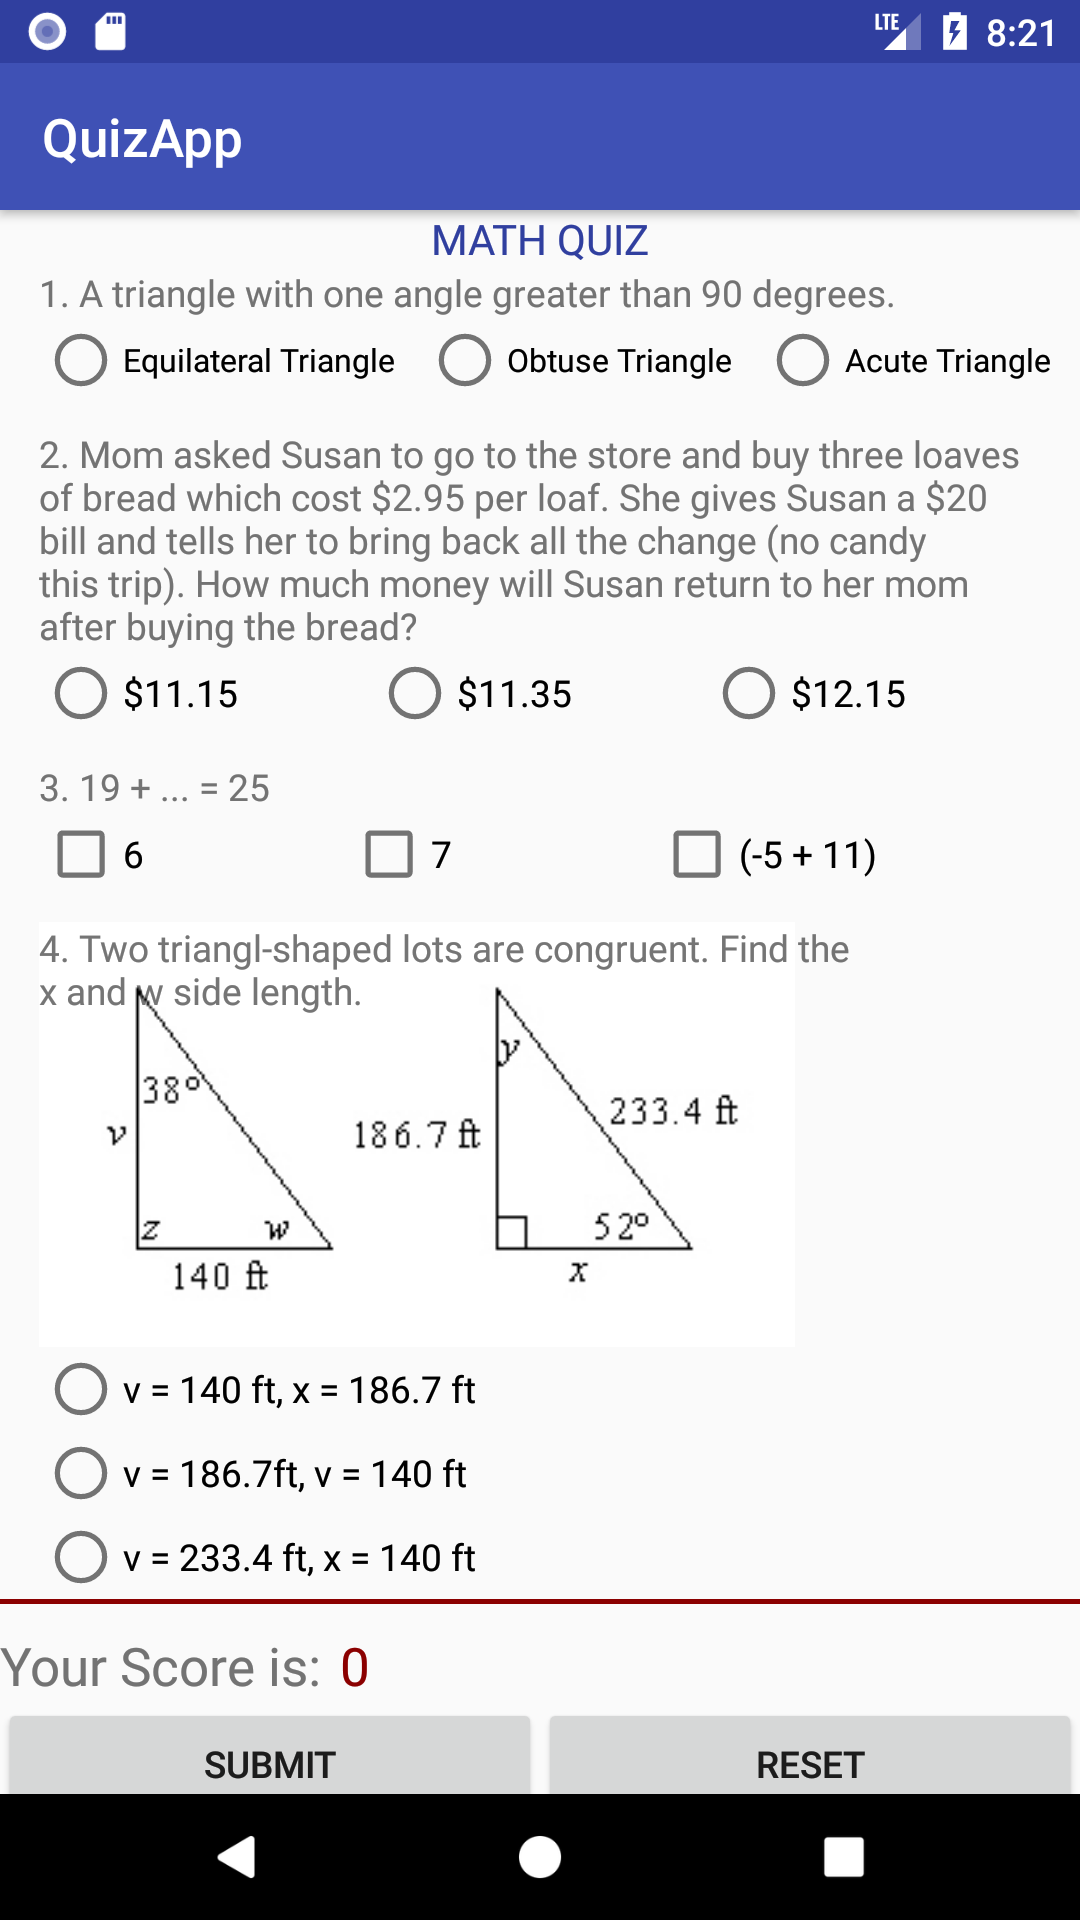 LTE 8:21
QuizApp
MATH QUIZ
1. A triangle with one angle greater than 90 degrees.
Equilateral Triangle Obtuse Triangle Acute Triangle
2. Mom asked Susan to go to the store and buy three loaves
of bread which cost $2.95 per loaf. She gives Susan a $20
bill and tells her to bring back all the change (no candy
this trip). How much money will Susan return to her mom
after buying the bread?
$11.15 $11.35 $12.15
3. 19 + ... = 25
6 7 (-5 + 11)
4. Two triangl-shaped lots are congruent. Find the
x and w side length.
y
38º
233.4 ft
v 186.7 ft
z w 52º
140 ft x
v = 140 ft, x = 186.7 ft
v = 186.7ft, v = 140 ft
v = 233.4 ft, x = 140 ft
Your Score is: 0
SUBMIT RESET